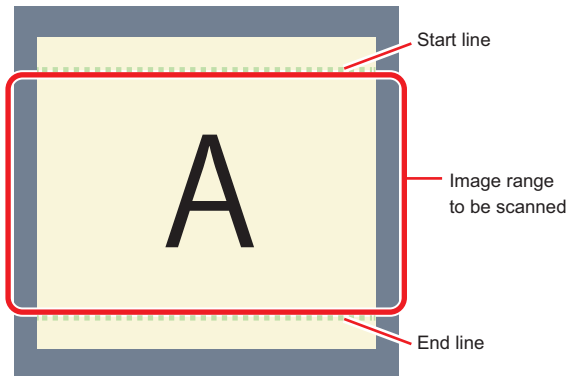 Start line
A
Image range
to be scanned
End line